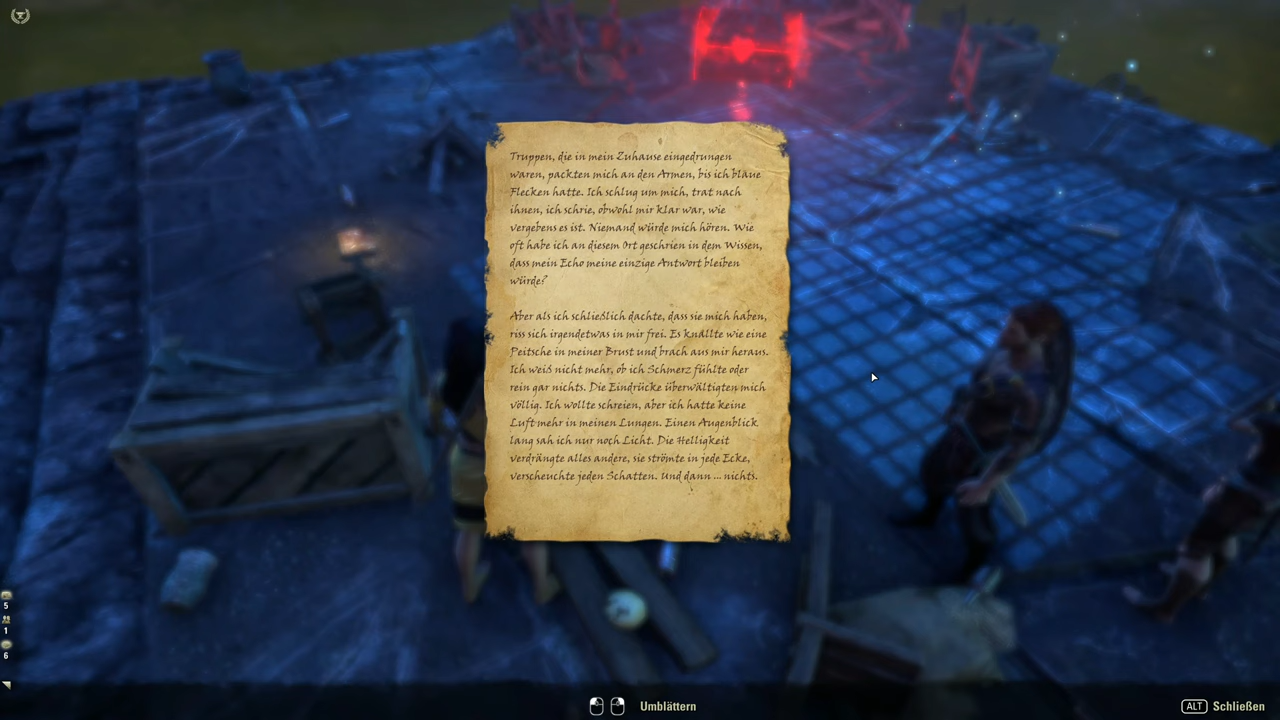 Truppen, die in mein Zuhause eingedrungen
waren, packten mich an den Armen, bis ich blaue
Flecken hatte. Ich schlug um mich, trat nach
ihnen, ich schrie, obwohl mir klar war, wie
vergebens es ist. Niemand würde mich hören. Wie
oft habe ich an diesem Ort geschrien in dem Wissen,
dass mein Echo meine einzige Antwort bleiben
würde?
Aber als ich schließlich dachte, dass sie mich haben,
riss sich irgendetwas in mir frei. Es knallte wie eine
Peitsche in meiner Brust und brach aus mir heraus.
Ich weiß nicht mehr, ob ich Schmerz fühlte oder
rein gar nichts. Die Eindrücke überwältigten mich
völlig. Ich wollte schreien, aber ich hatte keine
Luft mehr in meinen Lungen. Einen Augenblick
lang sah ich nur noch Licht. Die Helligkeit
verdrängte alles andere, sie strömte in jede Ecke,
verscheuchte jeden Schatten. Und dann ... nichts.
5
1
6
Umblättern
ALT Schließen